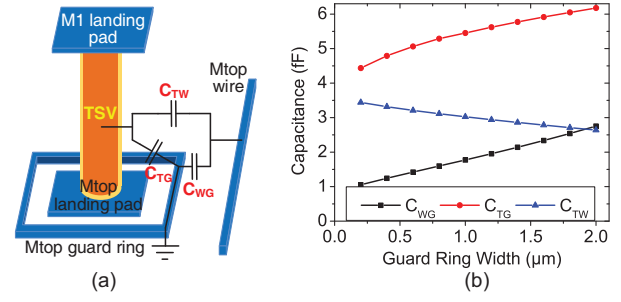 (a)
M1 landing
pad
TSV
Mtop
wire
CTW
CTG
CWG
Mtop
landing pad
Mtop guard ring
(a)
(b)
Capacitance (fF)
6
5
4
3
2
1
0
CWG
CTG
CTW
0.0
0.5
1.0
1.5
2.0
Guard Ring Width (µm)
(b)